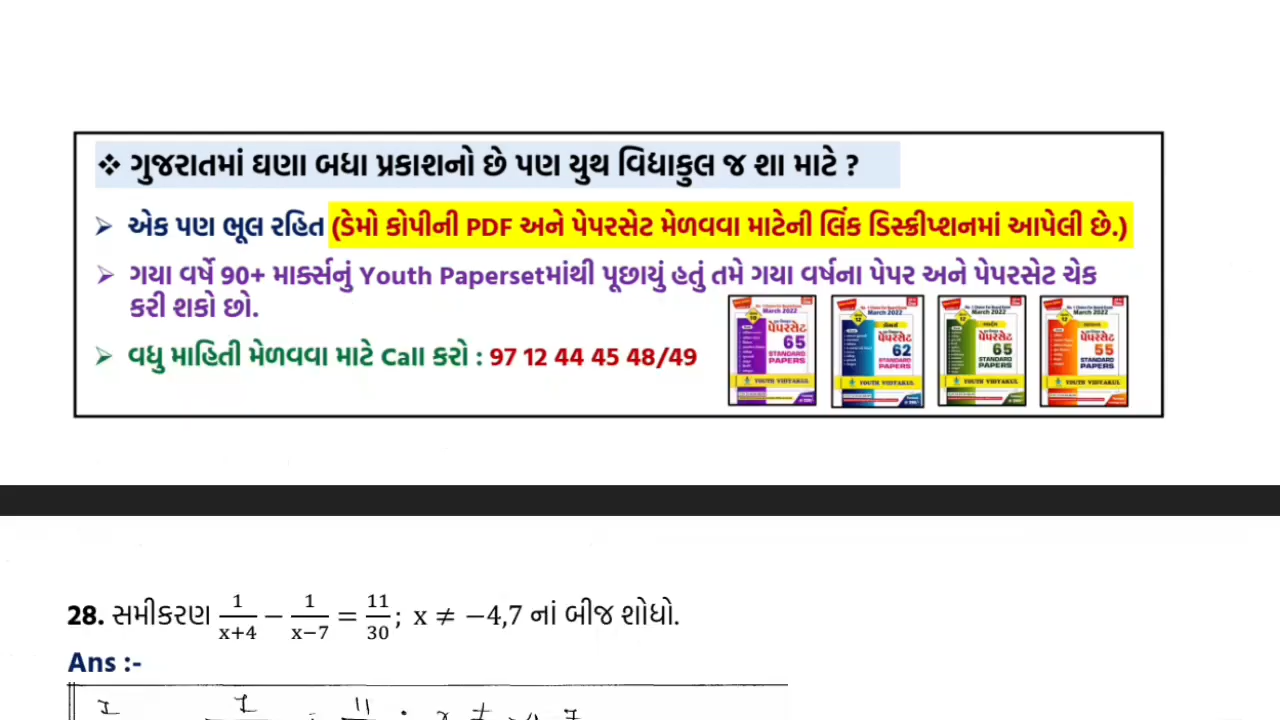 ❖ ગુજરાતમાં ઘણા બધા પ્રકાશનો છે પણ યુથ વિદ્યાકુલ જ શા માટે ?
➢ એક પણ ભૂલ રહિત (ડેમો કોપીની PDF અને પેપરસેટ મેળવવા માટેની લિંક ડિસ્ક્રીપ્શનમાં આપેલી છે.)
➢ ગયા વર્ષે 90+ માર્ક્સનું Youth Papersetમાંથી પૂછાયું હતું તમે ગયા વર્ષના પેપર અને પેપરસેટ ચેક
કરી શકો છો.
➢ વધુ માહિતી મેળવવા માટે Call કરો : 97 12 44 45 48/49
March 2022
પેપરસેટ
65
STANDARD
PAPERS
YOUTH VIDYAKUL
March 2022
પેપરસેટ
62
STANDARD
PAPERS
YOUTH VIDYAKUL
March 2022
પેપરસેટ
65
STANDARD
PAPERS
YOUTH VIDYAKUL
March 2022
પેપરસેટ
55
STANDARD
PAPERS
YOUTH VIDYAKUL
28. સમીકરણ 1/(x+4) − 1/(x−7) = 11/30; x ≠ −4,7 નાં બીજ શોધો.
Ans :-